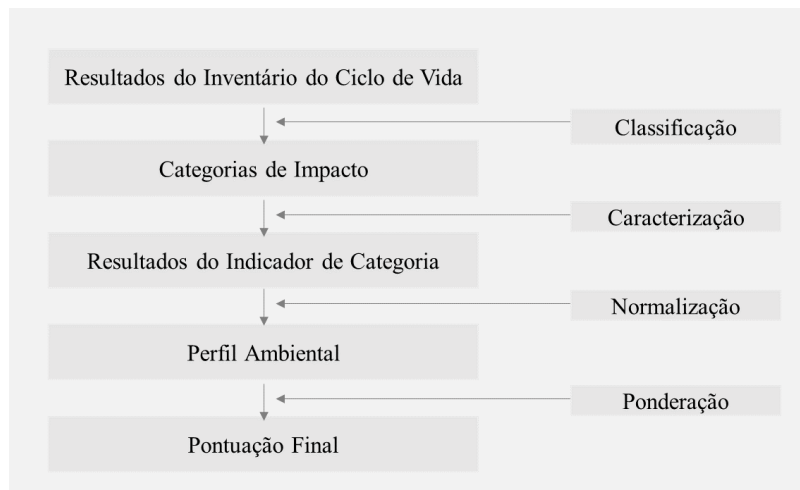 Resultados do Inventário do Ciclo de Vida
Classificação
Categorias de Impacto
Caracterização
Resultados do Indicador de Categoria
Normalização
Perfil Ambiental
Ponderação
Pontuação Final